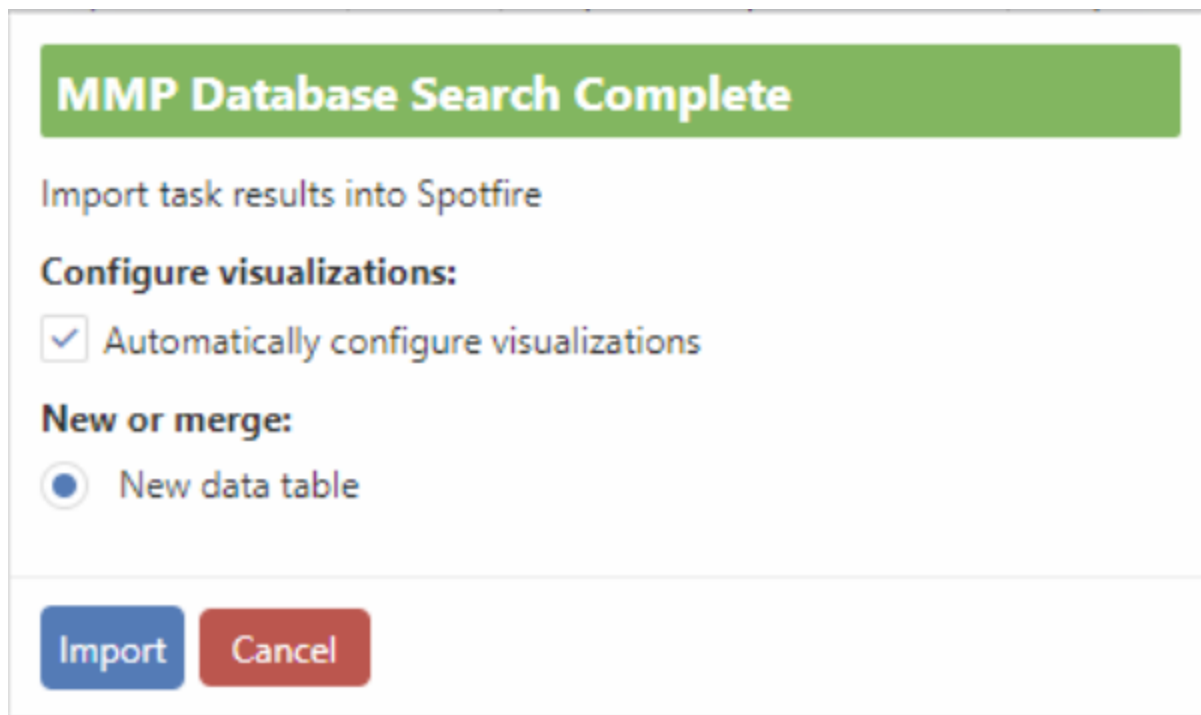 MMP Database Search Complete
Import task results into Spotfire
Configure visualizations:
Automatically configure visualizations
New or merge:
New data table
Import
Cancel